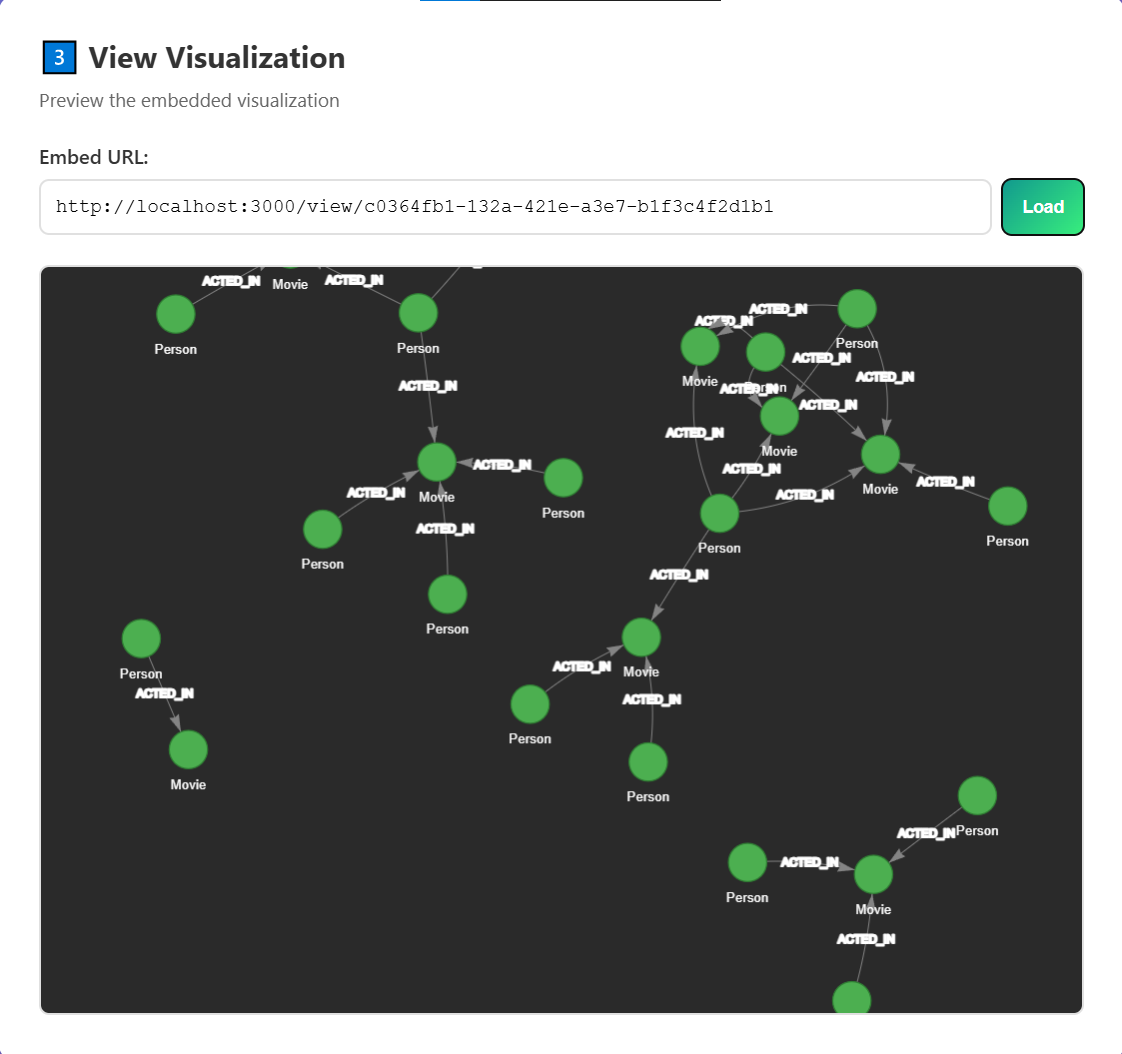 3 View Visualization
Preview the embedded visualization
Embed URL:
http://localhost:3000/view/c0364fb1-132a-421e-a3e7-b1f3c4f2d1b1
Load
ACTED_IN
Movie
ACTED_IN
Person
Person
ACTED_IN
ACTED_IN
Person
ACTED_IN
Movie
ACTED_IN
ACTED_IN
Person
ACTED_IN
ACTED_IN
Movie
ACTED_IN
ACTED_IN
Movie
ACTED_IN
Person
ACTED_IN
ACTED_IN
Movie
ACTED_IN
ACTED_IN
Person
Person
ACTED_IN
Person
Person
ACTED_IN
Person
Person
ACTED_IN
Movie
ACTED_IN
Movie
ACTED_IN
Person
Person
ACTED_IN
Person
ACTED_IN
Person
Movie
ACTED_IN